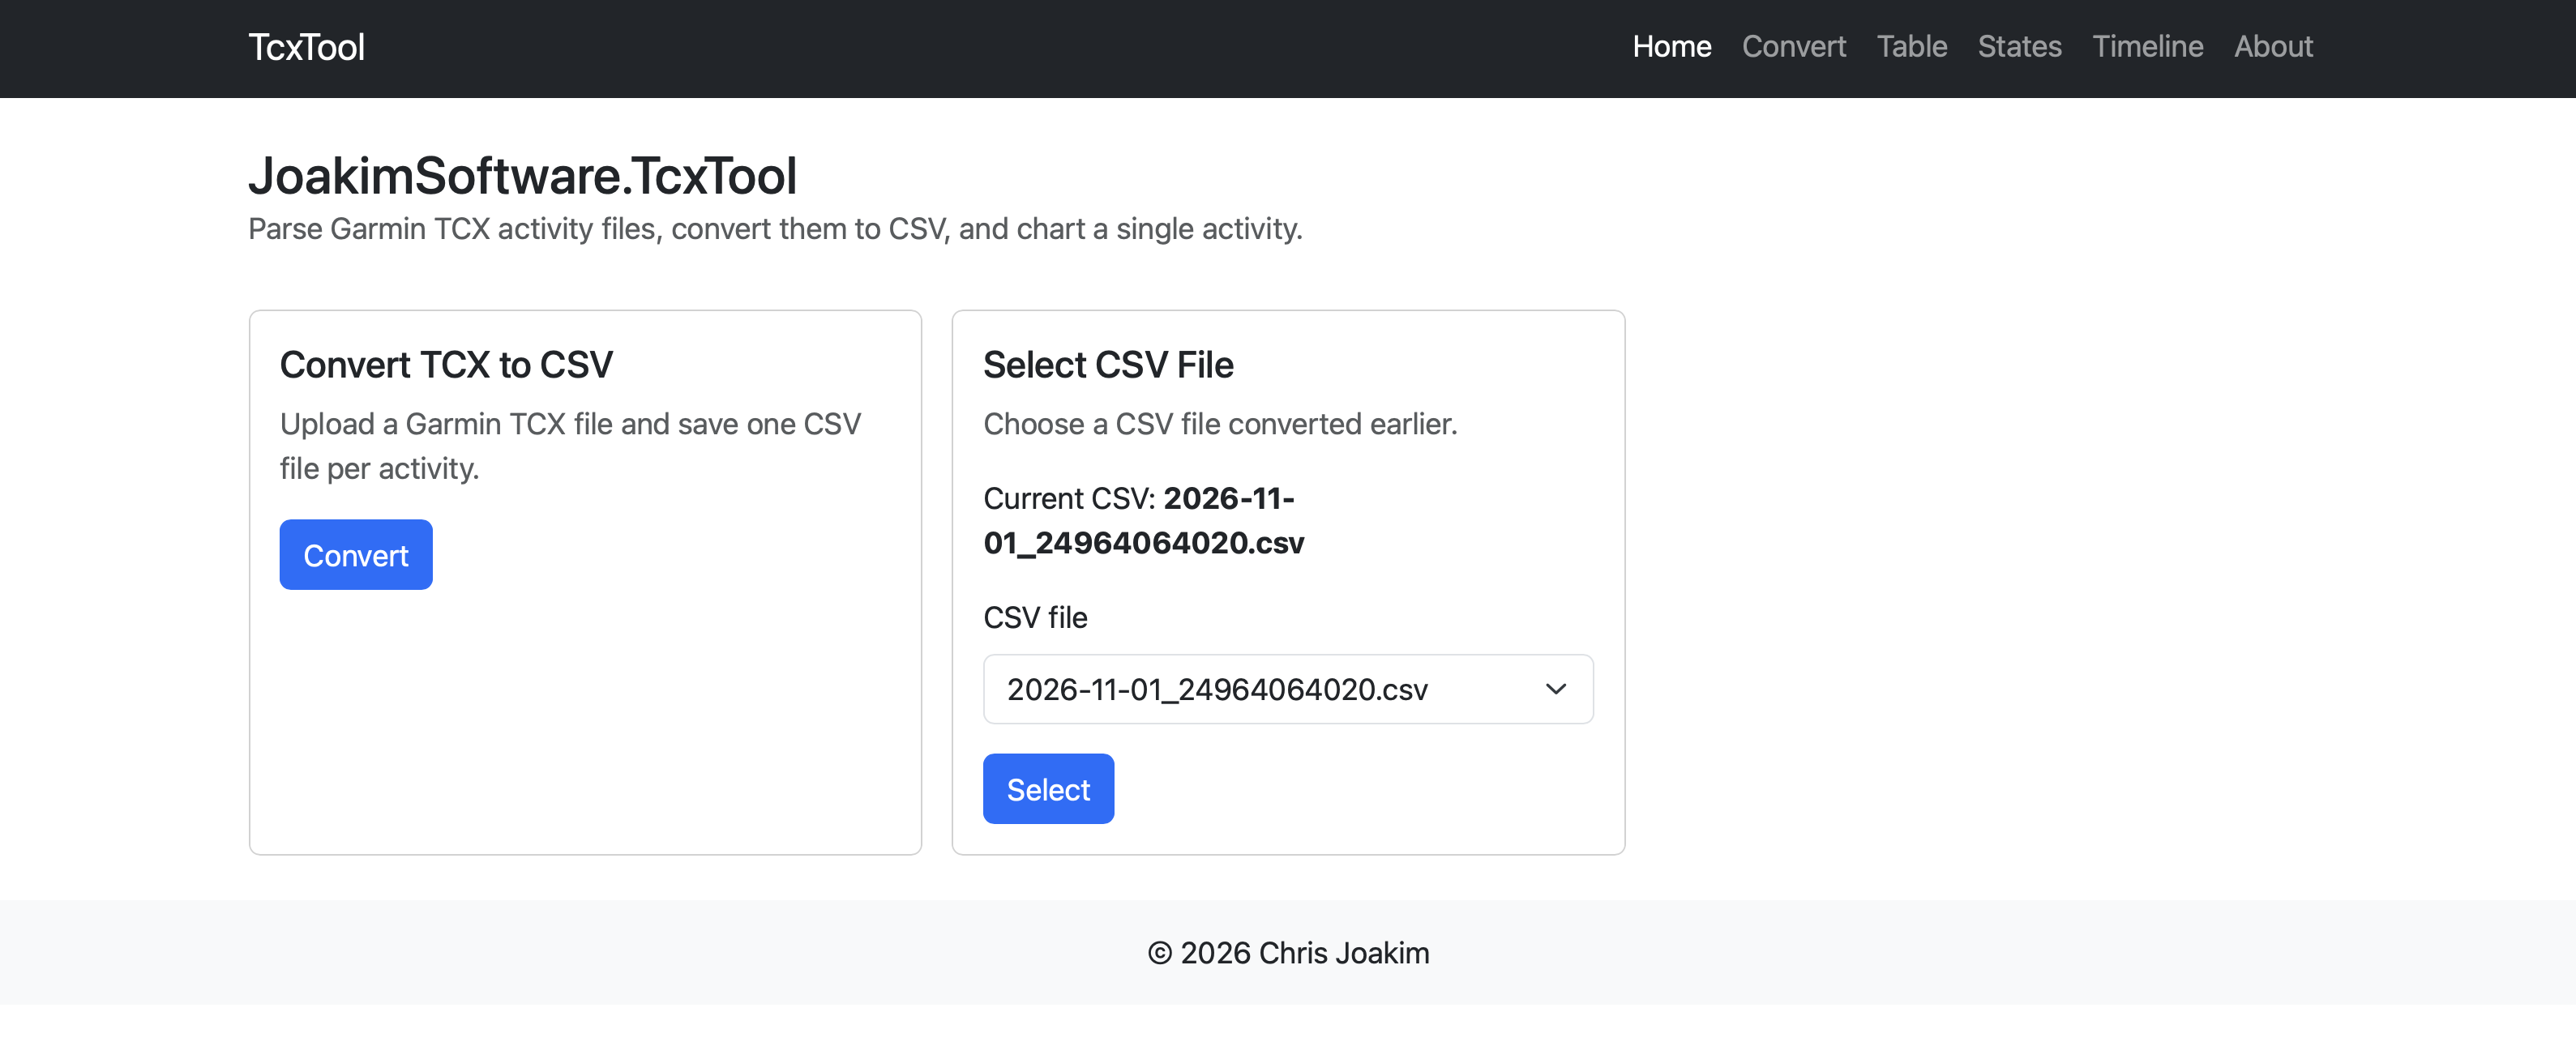 TcxTool
Home Convert Table States Timeline About
JoakimSoftware.TcxTool
Parse Garmin TCX activity files, convert them to CSV, and chart a single activity.
Convert TCX to CSV
Upload a Garmin TCX file and save one CSV
file per activity.
Convert
Select CSV File
Choose a CSV file converted earlier.
Current CSV: 2026-11-
01_24964064020.csv
CSV file
2026-11-01_24964064020.csv
Select
© 2026 Chris Joakim